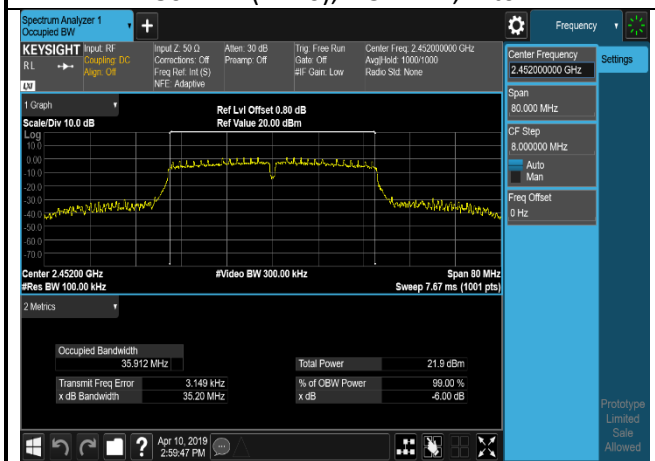 Spectrum Analyzer 1
Occupied BW
+
Frequency
KEYSIGHT
RL
LXI
Input: RF
Coupling: DC
Align: Off
Input Z: 50 Ω
Corrections: Off
Freq Ref: Int (S)
NFE: Adaptive
Atten: 30 dB
Preamp: Off
Trig: Free Run
Gate: Off
#IF Gain: Low
Center Freq: 2.452000000 GHz
Avg|Hold: 1000/1000
Radio Std: None
Center Frequency
2.452000000 GHz
Settings
Span
80.000 MHz
CF Step
8.000000 MHz
Auto
Man
Freq Offset
0 Hz
1 Graph
Scale/Div 10.0 dB
Ref Lvl Offset 0.80 dB
Ref Value 20.00 dBm
Log
10.0
0.00
-10.0
-20.0
-30.0
-40.0
-50.0
-60.0
-70.0
Center 2.45200 GHz
#Video BW 300.00 kHz
Span 80 MHz
#Res BW 100.00 kHz
Sweep 7.67 ms (1001 pts)
2 Metrics
Occupied Bandwidth
35.912 MHz
Total Power 21.9 dBm
Transmit Freq Error 3.149 kHz
% of OBW Power 99.00 %
x dB Bandwidth 35.20 MHz
x dB -6.00 dB
Prototype
Limited
Sale
Allowed
?
Apr 10, 2019
2:59:47 PM